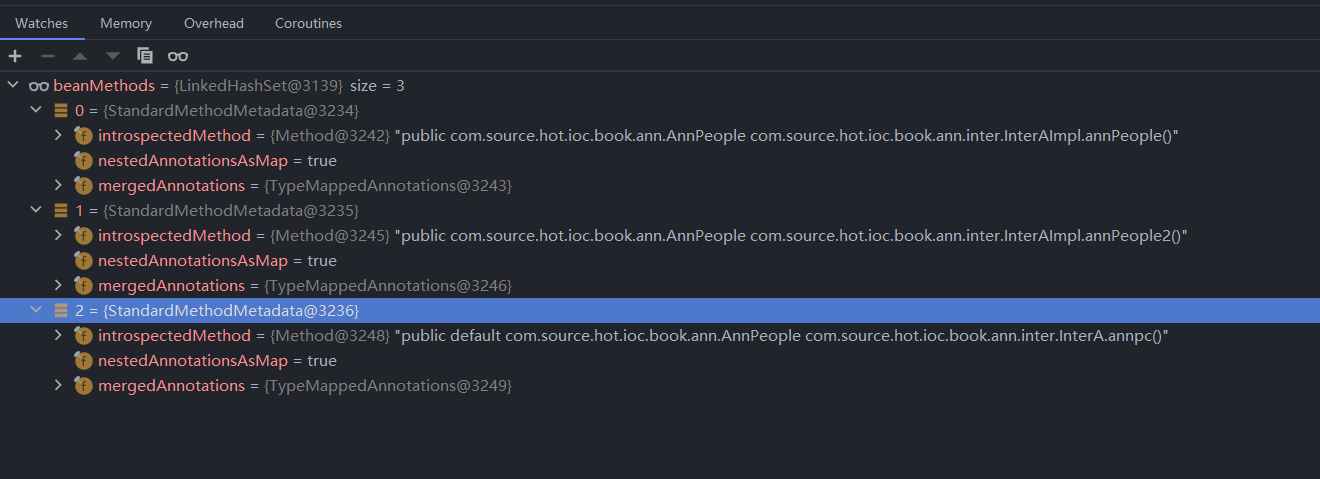 Watches Memory Overhead Coroutines
beanMethods = {LinkedHashSet@3139} size = 3
0 = {StandardMethodMetadata@3234}
introspectedMethod = {Method@3242} "public com.source.hot.ioc.book.ann.AnnPeople com.source.hot.ioc.book.ann.inter.InterAImpl.annPeople()"
nestedAnnotationsAsMap = true
mergedAnnotations = {TypeMappedAnnotations@3243}
1 = {StandardMethodMetadata@3235}
introspectedMethod = {Method@3245} "public com.source.hot.ioc.book.ann.AnnPeople com.source.hot.ioc.book.ann.inter.InterAImpl.annPeople2()"
nestedAnnotationsAsMap = true
mergedAnnotations = {TypeMappedAnnotations@3246}
2 = {StandardMethodMetadata@3236}
introspectedMethod = {Method@3248} "public default com.source.hot.ioc.book.ann.AnnPeople com.source.hot.ioc.book.ann.inter.InterA.annpc()"
nestedAnnotationsAsMap = true
mergedAnnotations = {TypeMappedAnnotations@3249}